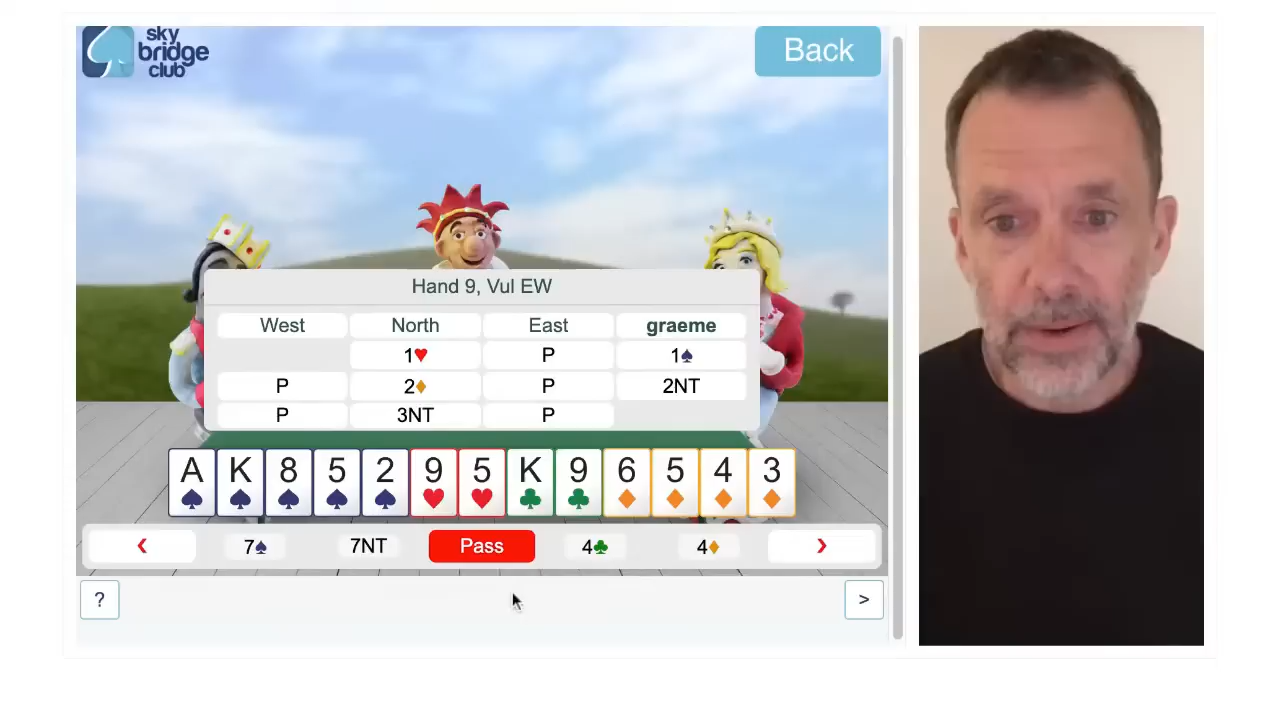 sky
bridge
club
Back
Hand 9, Vul EW
West North East graeme
1♥ P 1♠
P 2♦ P 2NT
P 3NT P
A K 8 5 2 9 5 K 9 6 5 4 3
♠ ♠ ♠ ♠ ♠ ♥ ♥ ♣ ♣ ♦ ♦ ♦ ♦
‹ 7♠ 7NT Pass 4♣ 4♦ ›
? >